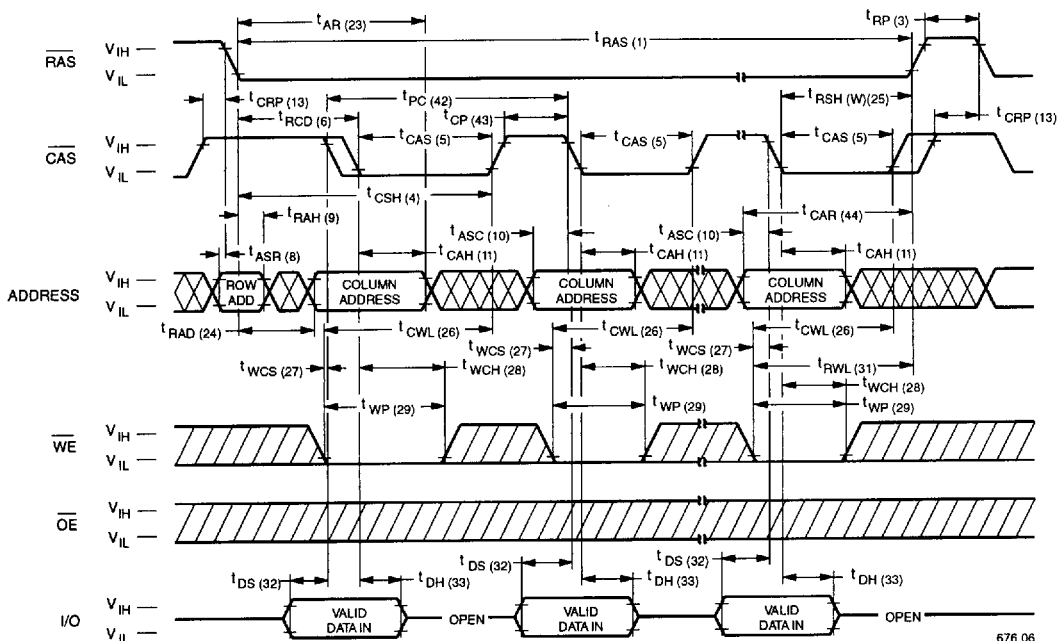 t AR (23)
t RP (3)
t RAS (1)
RAS
V IH
V IL
t CRP (13)
t PC (42)
t RSH (W)(25)
t RCD (6)
t CP (43)
t CRP (13)
CAS
V IH
V IL
t CAS (5)
t CAS (5)
t CAS (5)
t CSH (4)
t RAH (9)
t CAR (44)
t ASC (10)
t ASC (10)
t ASR (8)
t CAH (11)
t CAH (11)
t CAH (11)
ADDRESS
V IH
V IL
ROW
ADD
COLUMN
ADDRESS
COLUMN
ADDRESS
COLUMN
ADDRESS
t RAD (24)
t CWL (26)
t CWL (26)
t CWL (26)
t WCS (27)
t WCS (27)
t WCS (27)
t WCH (28)
t WCH (28)
t RWL (31)
t WCH (28)
t WP (29)
t WP (29)
t WP (29)
WE
V IH
V IL
OE
V IH
V IL
t DS (32)
t DS (32)
t DS (32)
t DH (33)
t DH (33)
t DH (33)
I/O
V IH
V IL
VALID
DATA IN
OPEN
VALID
DATA IN
VALID
DATA IN
OPEN
676 06